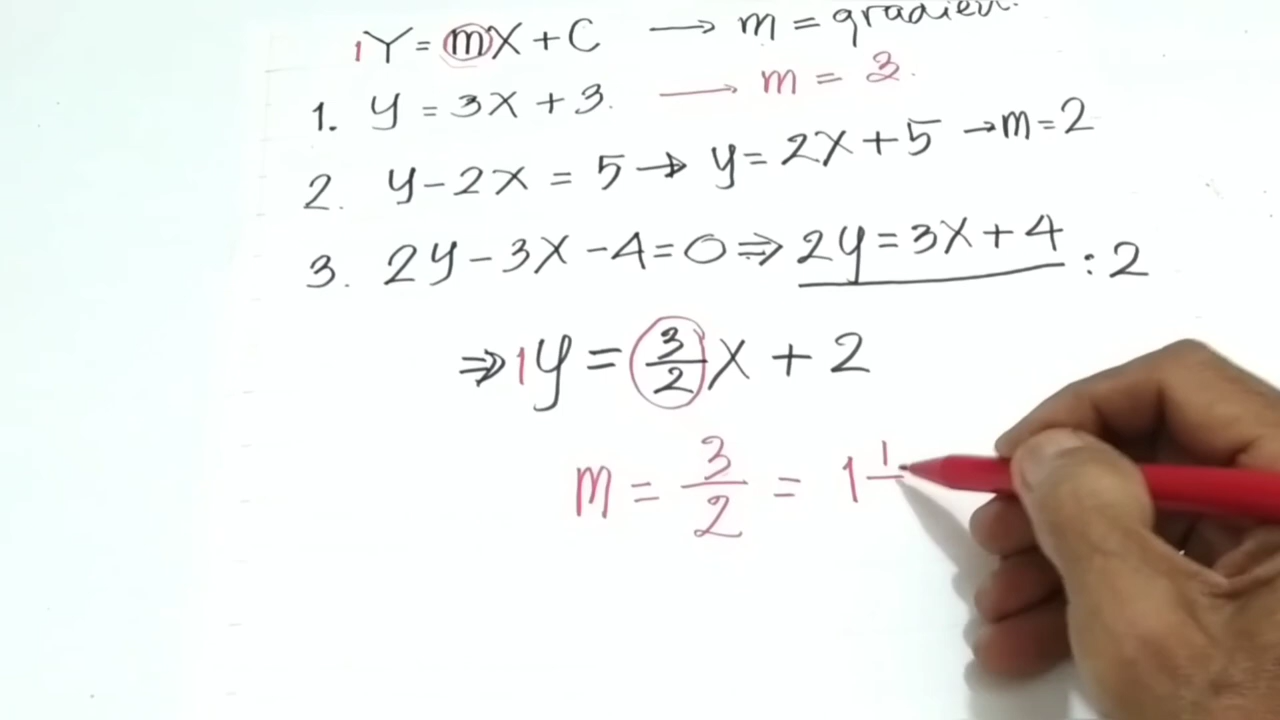 1Y = mX + C → m = gradien
1. y = 3x + 3. → m = 3.
2. y - 2x = 5 → y = 2x + 5 → m = 2
3. 2y - 3x - 4 = 0 ⇒ 2y = 3x + 4 : 2
⇒ 1y = 3/2 x + 2
m = 3/2 = 1 1/